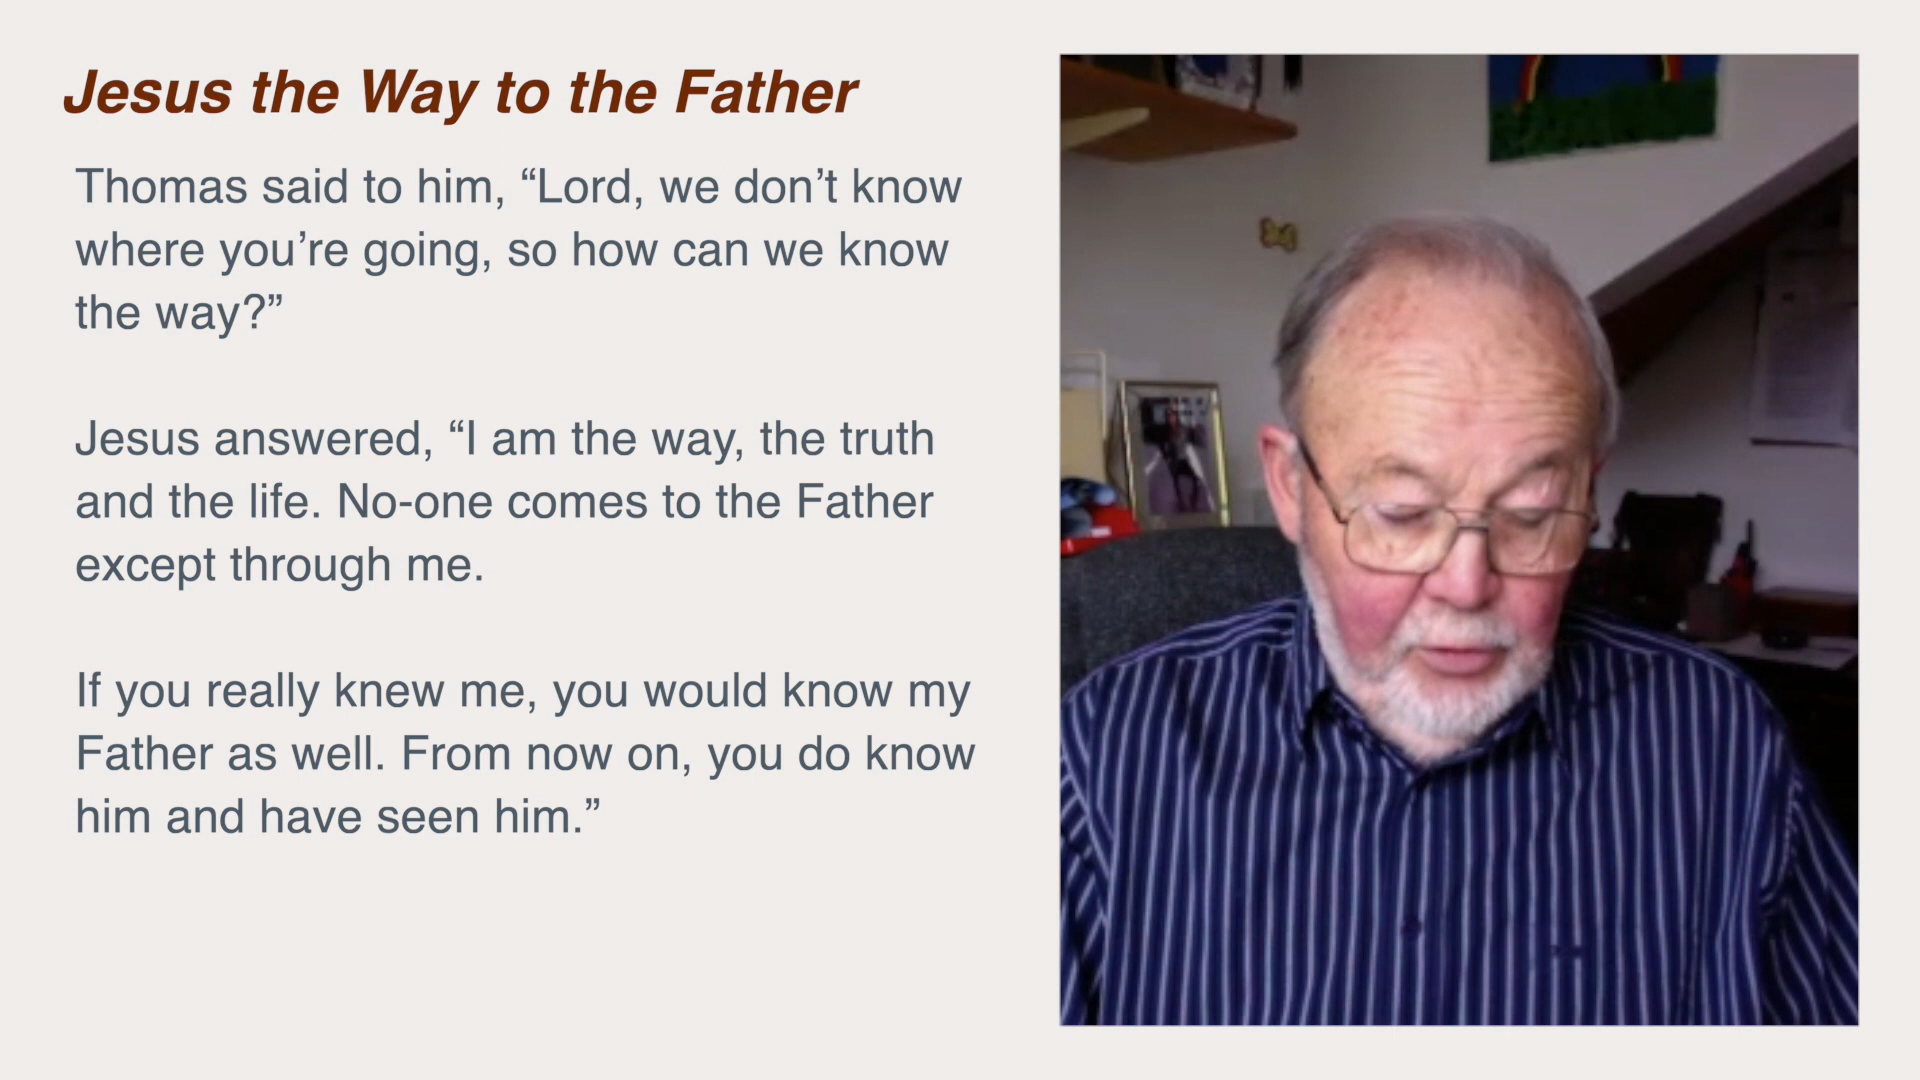 Jesus the Way to the Father
Thomas said to him, “Lord, we don’t know
where you’re going, so how can we know
the way?”
Jesus answered, “I am the way, the truth
and the life. No-one comes to the Father
except through me.
If you really knew me, you would know my
Father as well. From now on, you do know
him and have seen him.”